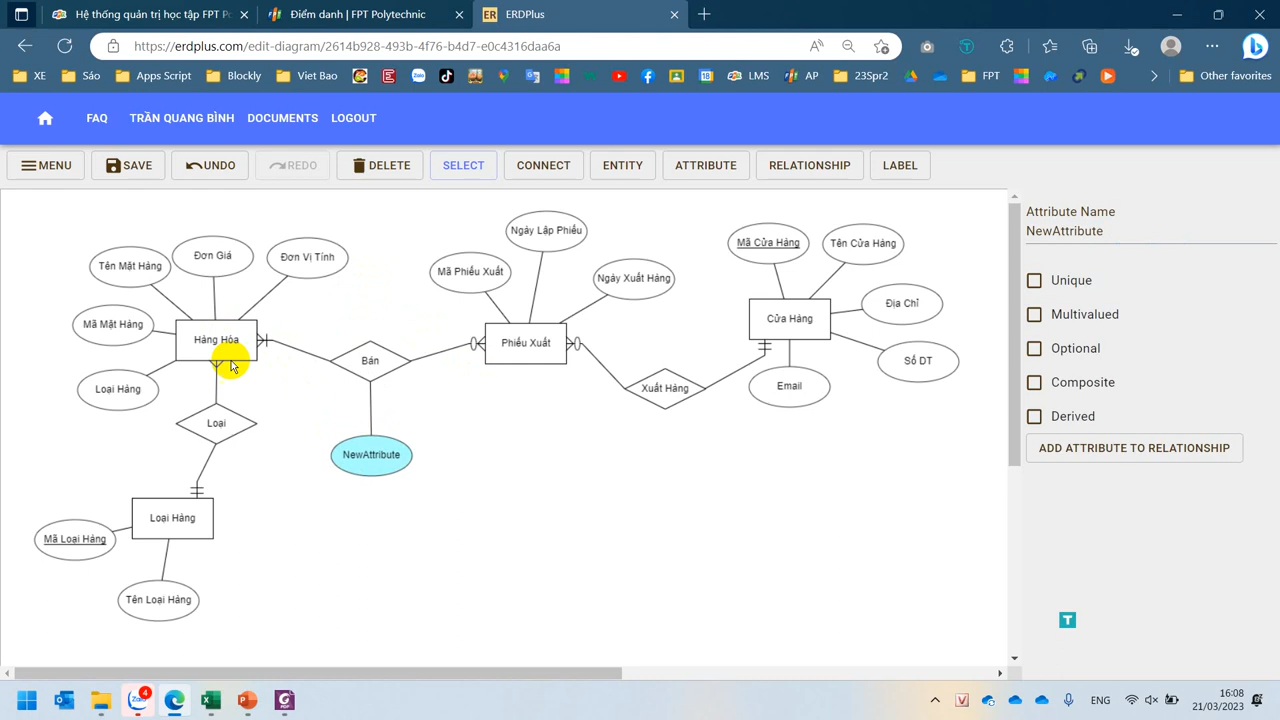 Hệ thống quản trị học tập FPT Po
Điểm danh | FPT Polytechnic
ER
ERDPlus
https://erdplus.com/edit-diagram/2614b928-493b-4f76-b4d7-e0c4316daa6a
XE
Sáo
Apps Script
Blockly
Viet Bao
LMS
AP
23Spr2
FPT
Other favorites
FAQ
TRẦN QUANG BÌNH
DOCUMENTS
LOGOUT
MENU
SAVE
UNDO
REDO
DELETE
SELECT
CONNECT
ENTITY
ATTRIBUTE
RELATIONSHIP
LABEL
Attribute Name
NewAttribute
Unique
Multivalued
Optional
Composite
Derived
ADD ATTRIBUTE TO RELATIONSHIP
Tên Mặt Hàng
Đơn Giá
Đơn Vị Tính
Mã Mặt Hàng
Hàng Hóa
Loại Hàng
Loại
Loại Hàng
Mã Loại Hàng
Tên Loại Hàng
Bán
NewAttribute
Mã Phiếu Xuất
Ngày Lập Phiếu
Ngày Xuất Hàng
Phiếu Xuất
Xuất Hàng
Mã Cửa Hàng
Tên Cửa Hàng
Cửa Hàng
Địa Chỉ
Số DT
Email
T
4
ENG
16:08
21/03/2023